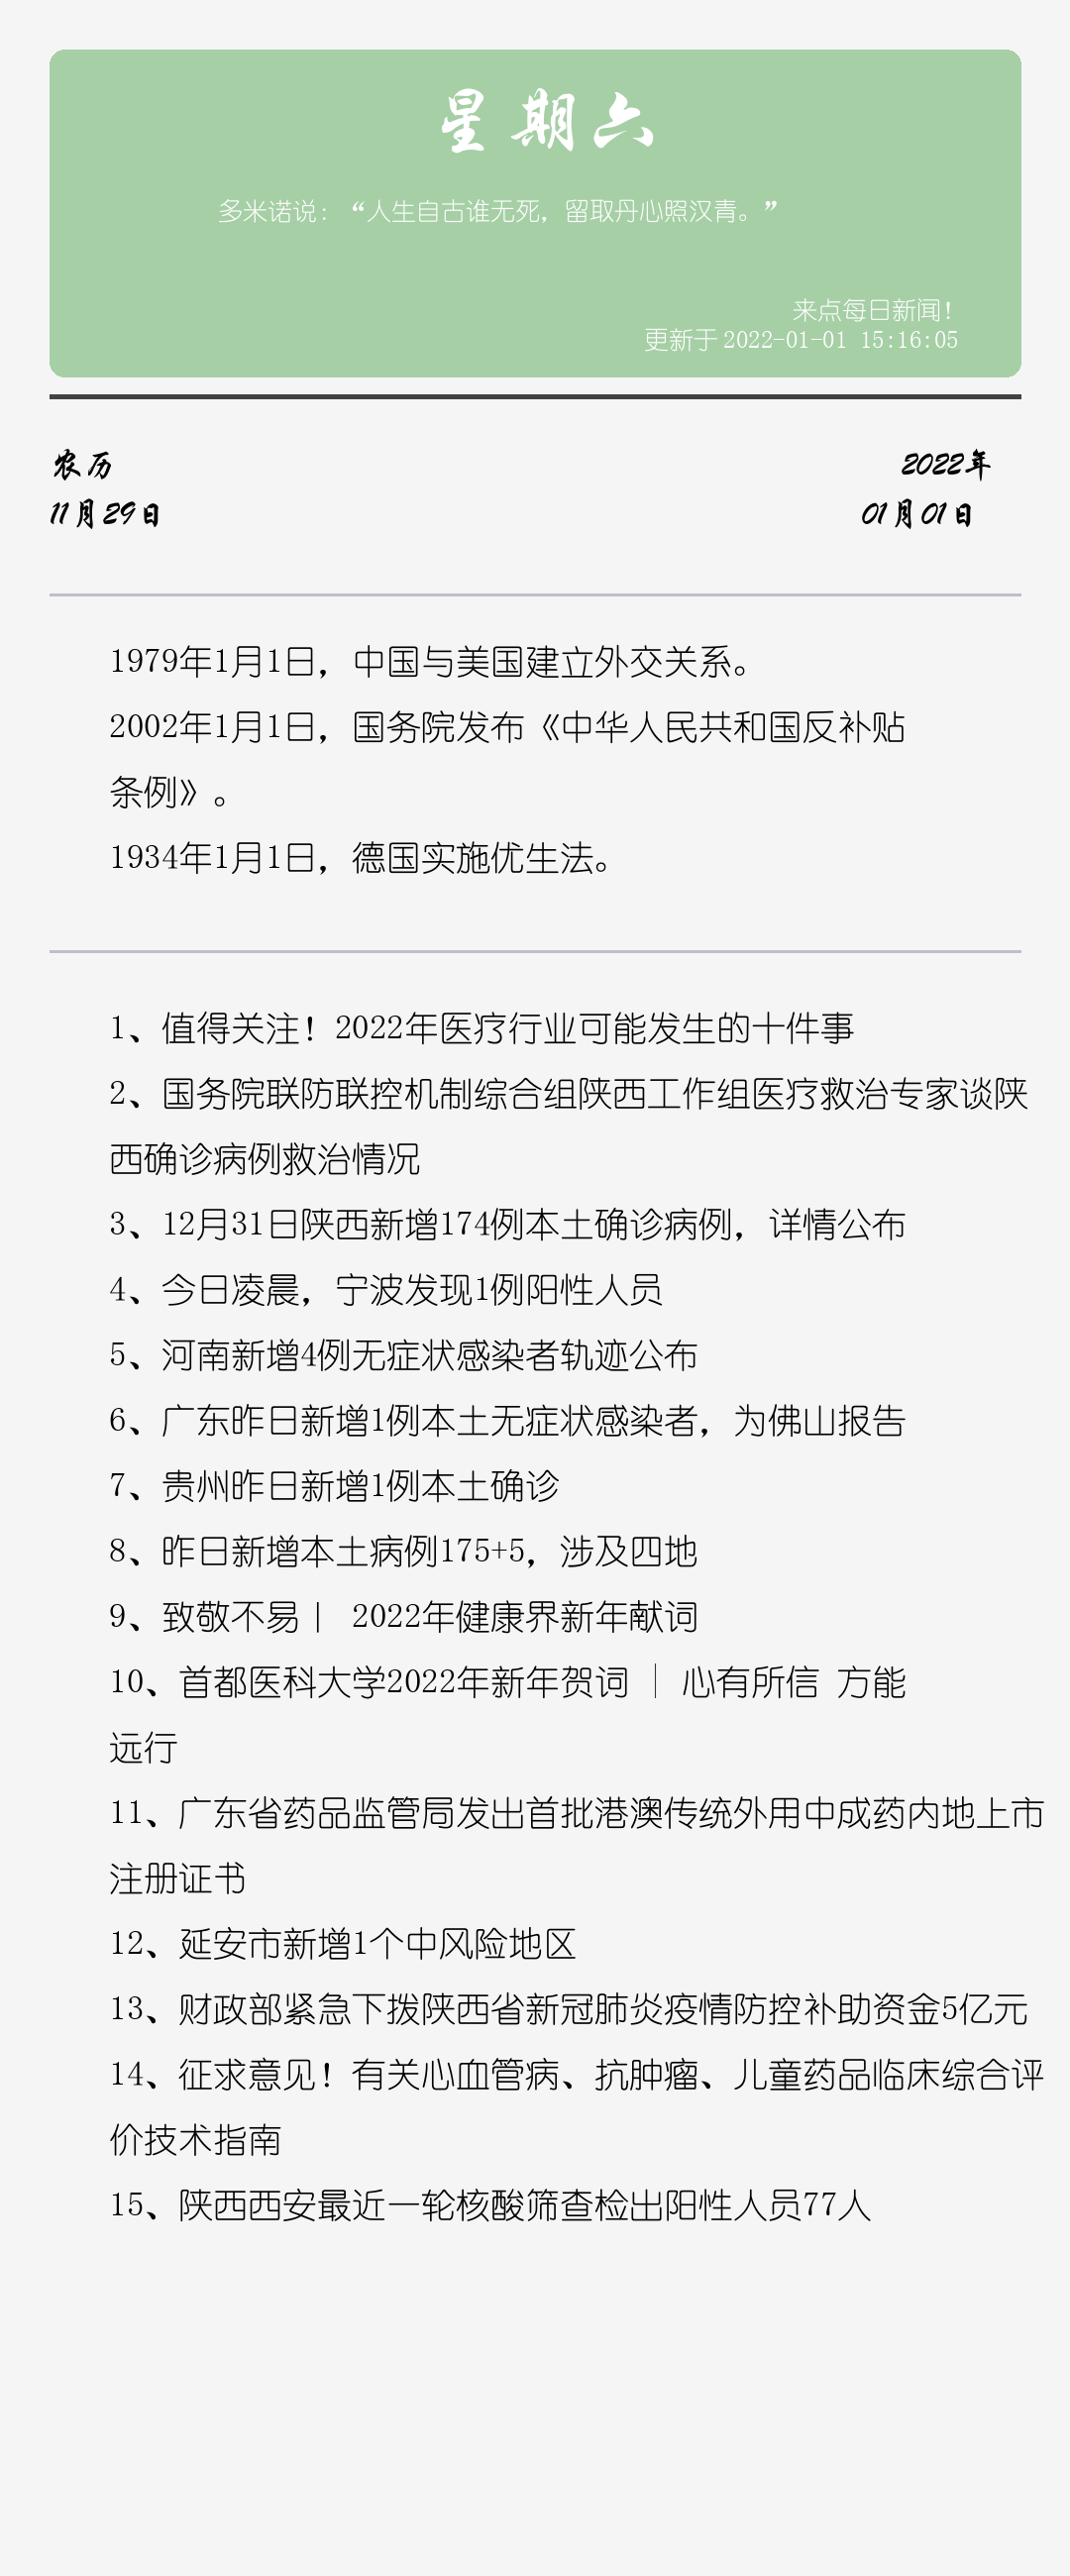 星期六
多米诺说：“人生自古谁无死，留取丹心照汉青。”
来点每日新闻！
更新于 2022-01-01 15:16:05
农历
2022年
11月29日
01月01日
1979年1月1日，中国与美国建立外交关系。
2002年1月1日，国务院发布《中华人民共和国反补贴
条例》。
1934年1月1日，德国实施优生法。
1、值得关注！2022年医疗行业可能发生的十件事
2、国务院联防联控机制综合组陕西工作组医疗救治专家谈陕
西确诊病例救治情况
3、12月31日陕西新增174例本土确诊病例，详情公布
4、今日凌晨，宁波发现1例阳性人员
5、河南新增4例无症状感染者轨迹公布
6、广东昨日新增1例本土无症状感染者，为佛山报告
7、贵州昨日新增1例本土确诊
8、昨日新增本土病例175+5，涉及四地
9、致敬不易丨 2022年健康界新年献词
10、首都医科大学2022年新年贺词 │ 心有所信 方能
远行
11、广东省药品监管局发出首批港澳传统外用中成药内地上市
注册证书
12、延安市新增1个中风险地区
13、财政部紧急下拨陕西省新冠肺炎疫情防控补助资金5亿元
14、征求意见！有关心血管病、抗肿瘤、儿童药品临床综合评
价技术指南
15、陕西西安最近一轮核酸筛查检出阳性人员77人